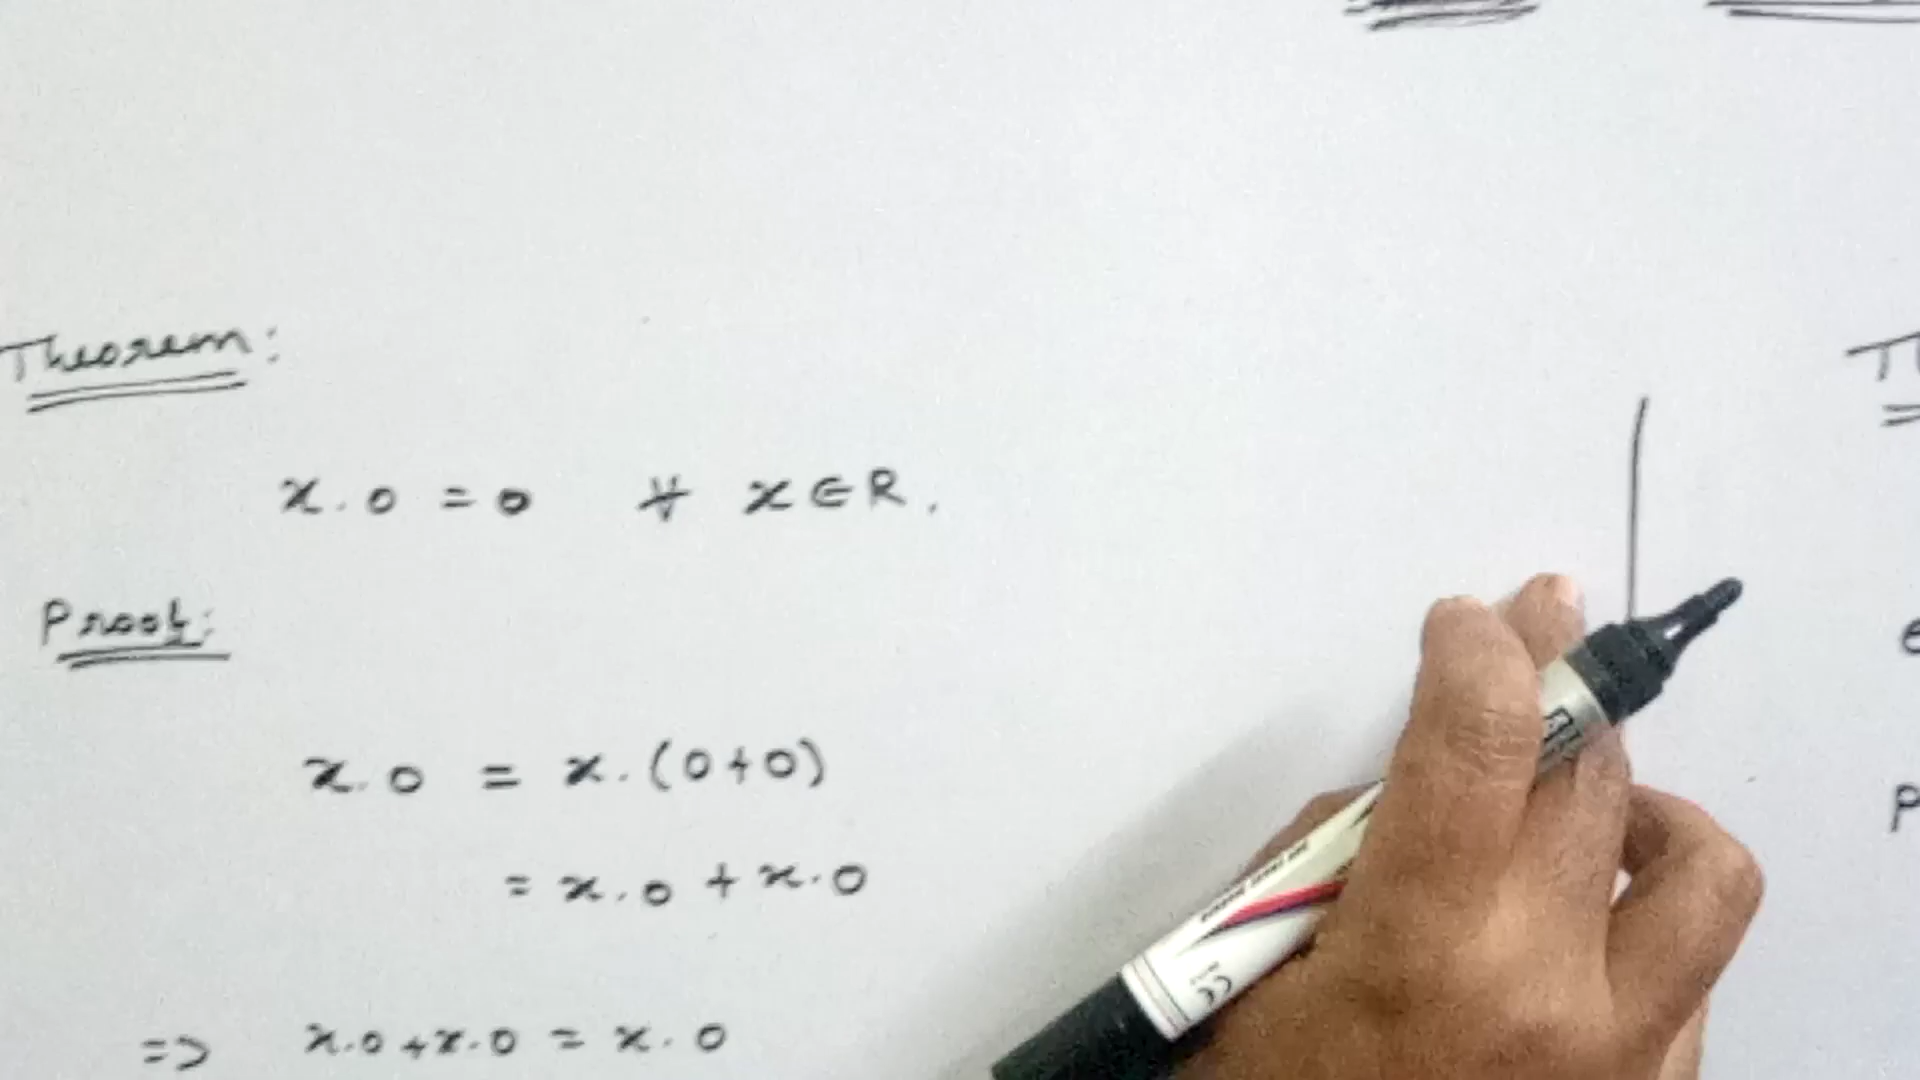 Theorem:
x.0 = 0 ∀ x∈R.
Proof:
x.0 = x.(0+0)
= x.0 + x.0
=> x.0+x.0 = x.0